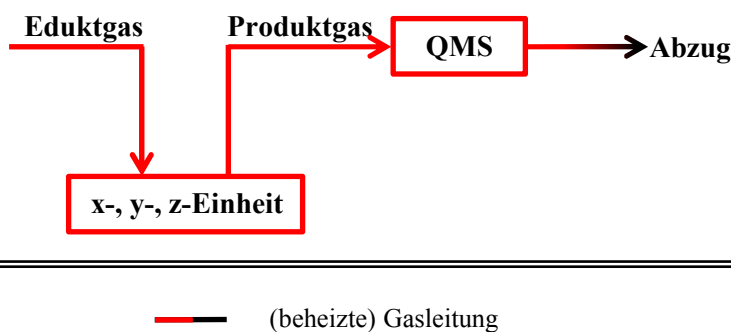 Eduktgas
Produktgas
QMS
Abzug
x-, y-, z-Einheit
(beheizte) Gasleitung